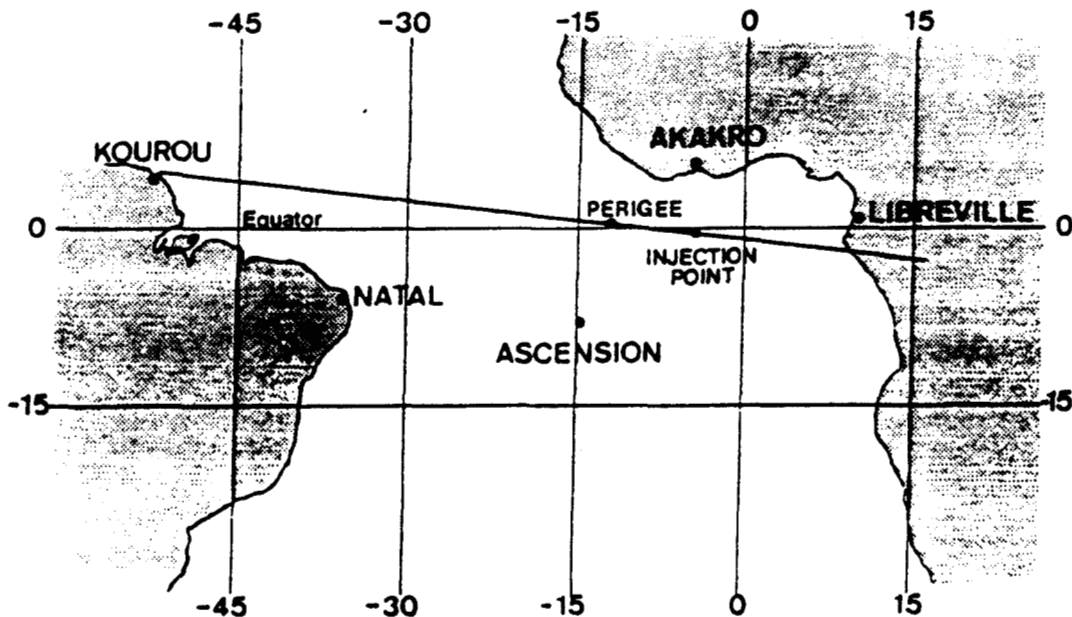 -45 -30 -15 0 15
KOUROU
AKAKRO
0 Equator PERIGEE LIBREVILLE 0
INJECTION
POINT
NATAL
ASCENSION
-15 15
-45 -30 -15 0 15